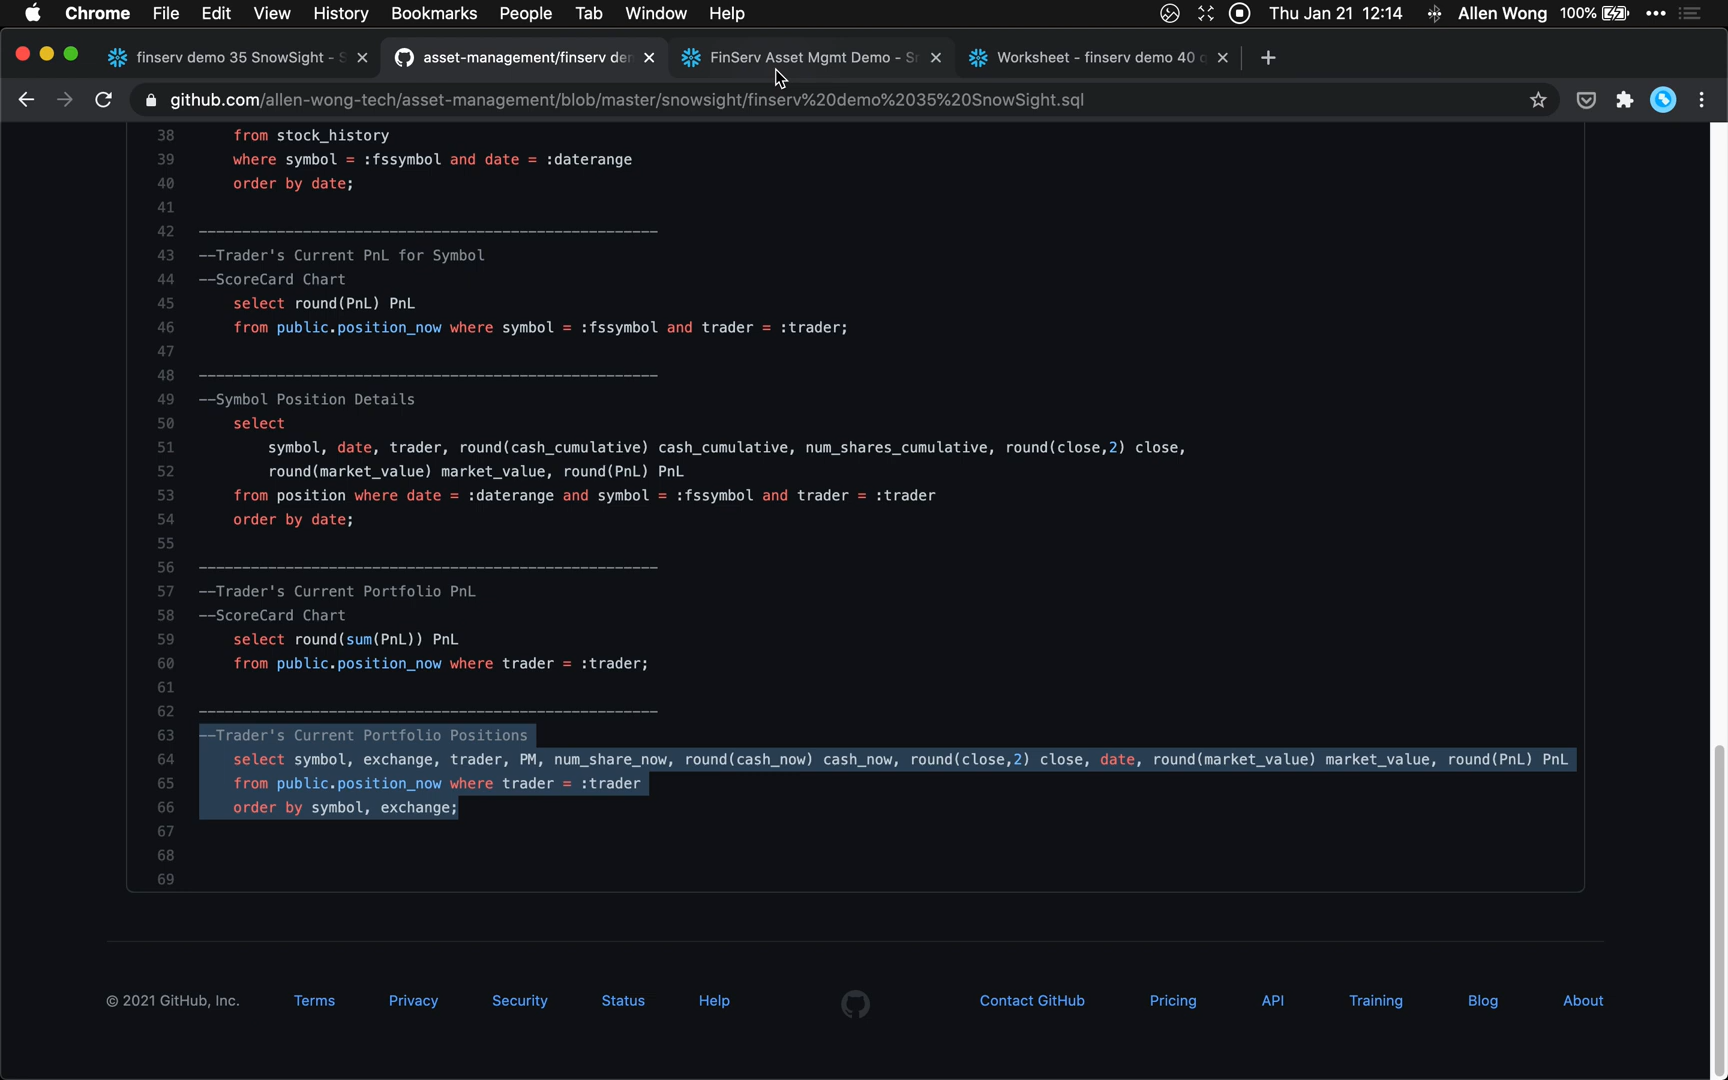 Chrome File Edit View History Bookmarks People Tab Window Help Thu Jan 21 12:14 Allen Wong 100%
finserv demo 35 SnowSight - S asset-management/finserv der FinServ Asset Mgmt Demo - Sn Worksheet - finserv demo 40 q
github.com/allen-wong-tech/asset-management/blob/master/snowsight/finserv%20demo%2035%20SnowSight.sql
38 from stock_history
39 where symbol = :fssymbol and date = :daterange
40 order by date;
41
42 -----------------------------------------------------
43 --Trader's Current PnL for Symbol
44 --ScoreCard Chart
45 select round(PnL) PnL
46 from public.position_now where symbol = :fssymbol and trader = :trader;
47
48 -----------------------------------------------------
49 --Symbol Position Details
50 select
51 symbol, date, trader, round(cash_cumulative) cash_cumulative, num_shares_cumulative, round(close,2) close,
52 round(market_value) market_value, round(PnL) PnL
53 from position where date = :daterange and symbol = :fssymbol and trader = :trader
54 order by date;
55
56 -----------------------------------------------------
57 --Trader's Current Portfolio PnL
58 --ScoreCard Chart
59 select round(sum(PnL)) PnL
60 from public.position_now where trader = :trader;
61
62 -----------------------------------------------------
63 --Trader's Current Portfolio Positions
64 select symbol, exchange, trader, PM, num_share_now, round(cash_now) cash_now, round(close,2) close, date, round(market_value) market_value, round(PnL) PnL
65 from public.position_now where trader = :trader
66 order by symbol, exchange;
67
68
69
© 2021 GitHub, Inc. Terms Privacy Security Status Help Contact GitHub Pricing API Training Blog About